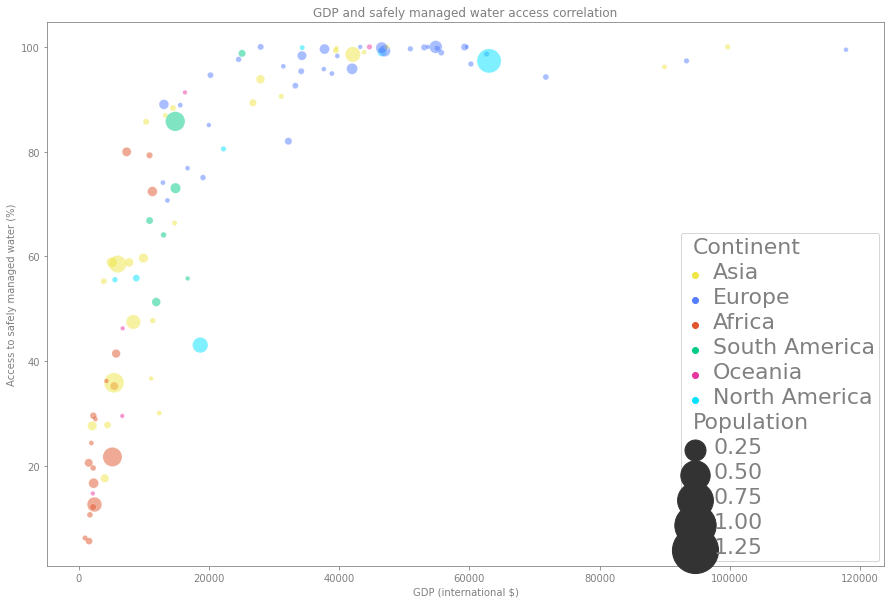 GDP and safely managed water access correlation
Access to safely managed water (%)
100
80
60
40
20
0
20000
40000
60000
80000
100000
120000
GDP (international $)
Continent
Asia
Europe
Africa
South America
Oceania
North America
Population
0.25
0.50
0.75
1.00
1.25